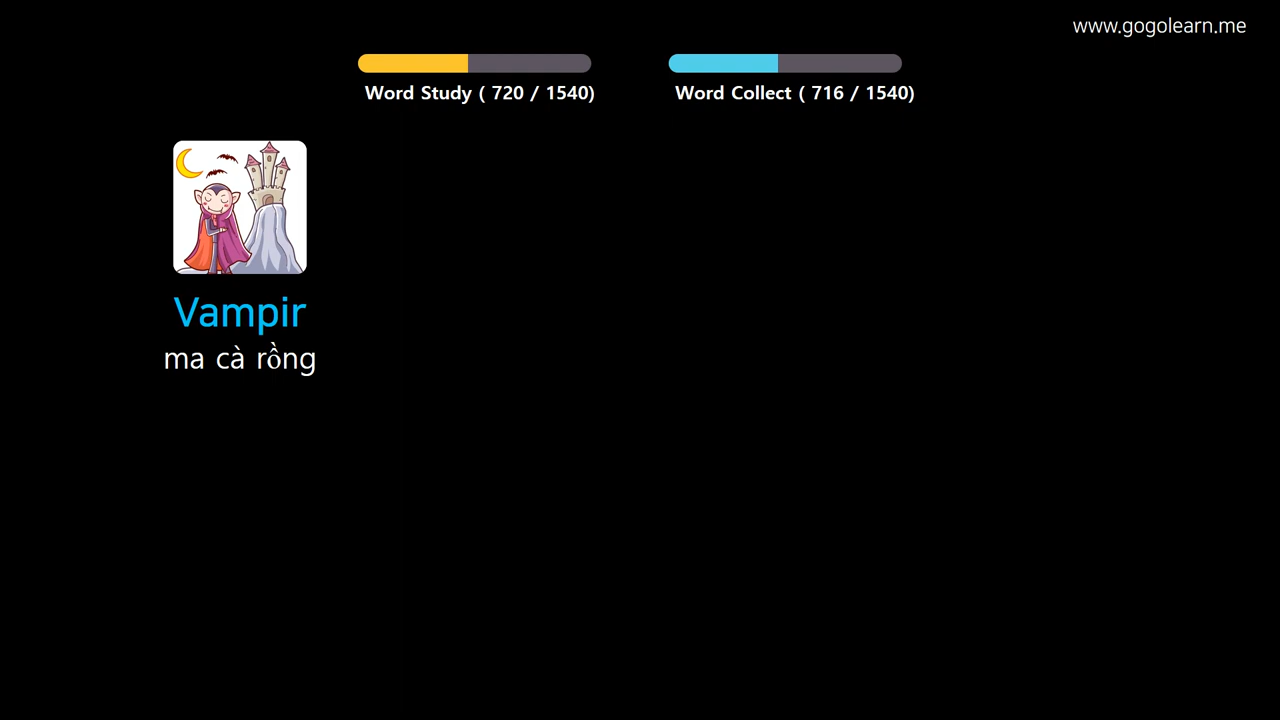 www.gogolearn.me
Word Study ( 720 / 1540)
Word Collect ( 716 / 1540)
Vampir
ma cà rồng